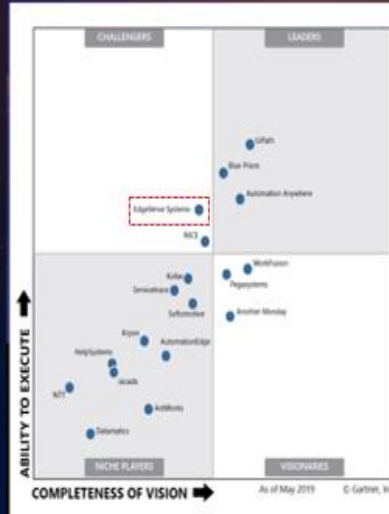 CHALLENGERS
LEADERS
UiPath
Blue Prism
Automation Anywhere
EdgeVerve Systems
NICE
WorkFusion
Pegasystems
Kofax
Servicetrace
Softomotive
Another Monday
Kryon
AutomationEdge
HelpSystems
Jacada
NTT
AntWorks
Datamatics
NICHE PLAYERS
VISIONARIES
ABILITY TO EXECUTE
COMPLETENESS OF VISION
As of May 2019
© Gartner, In